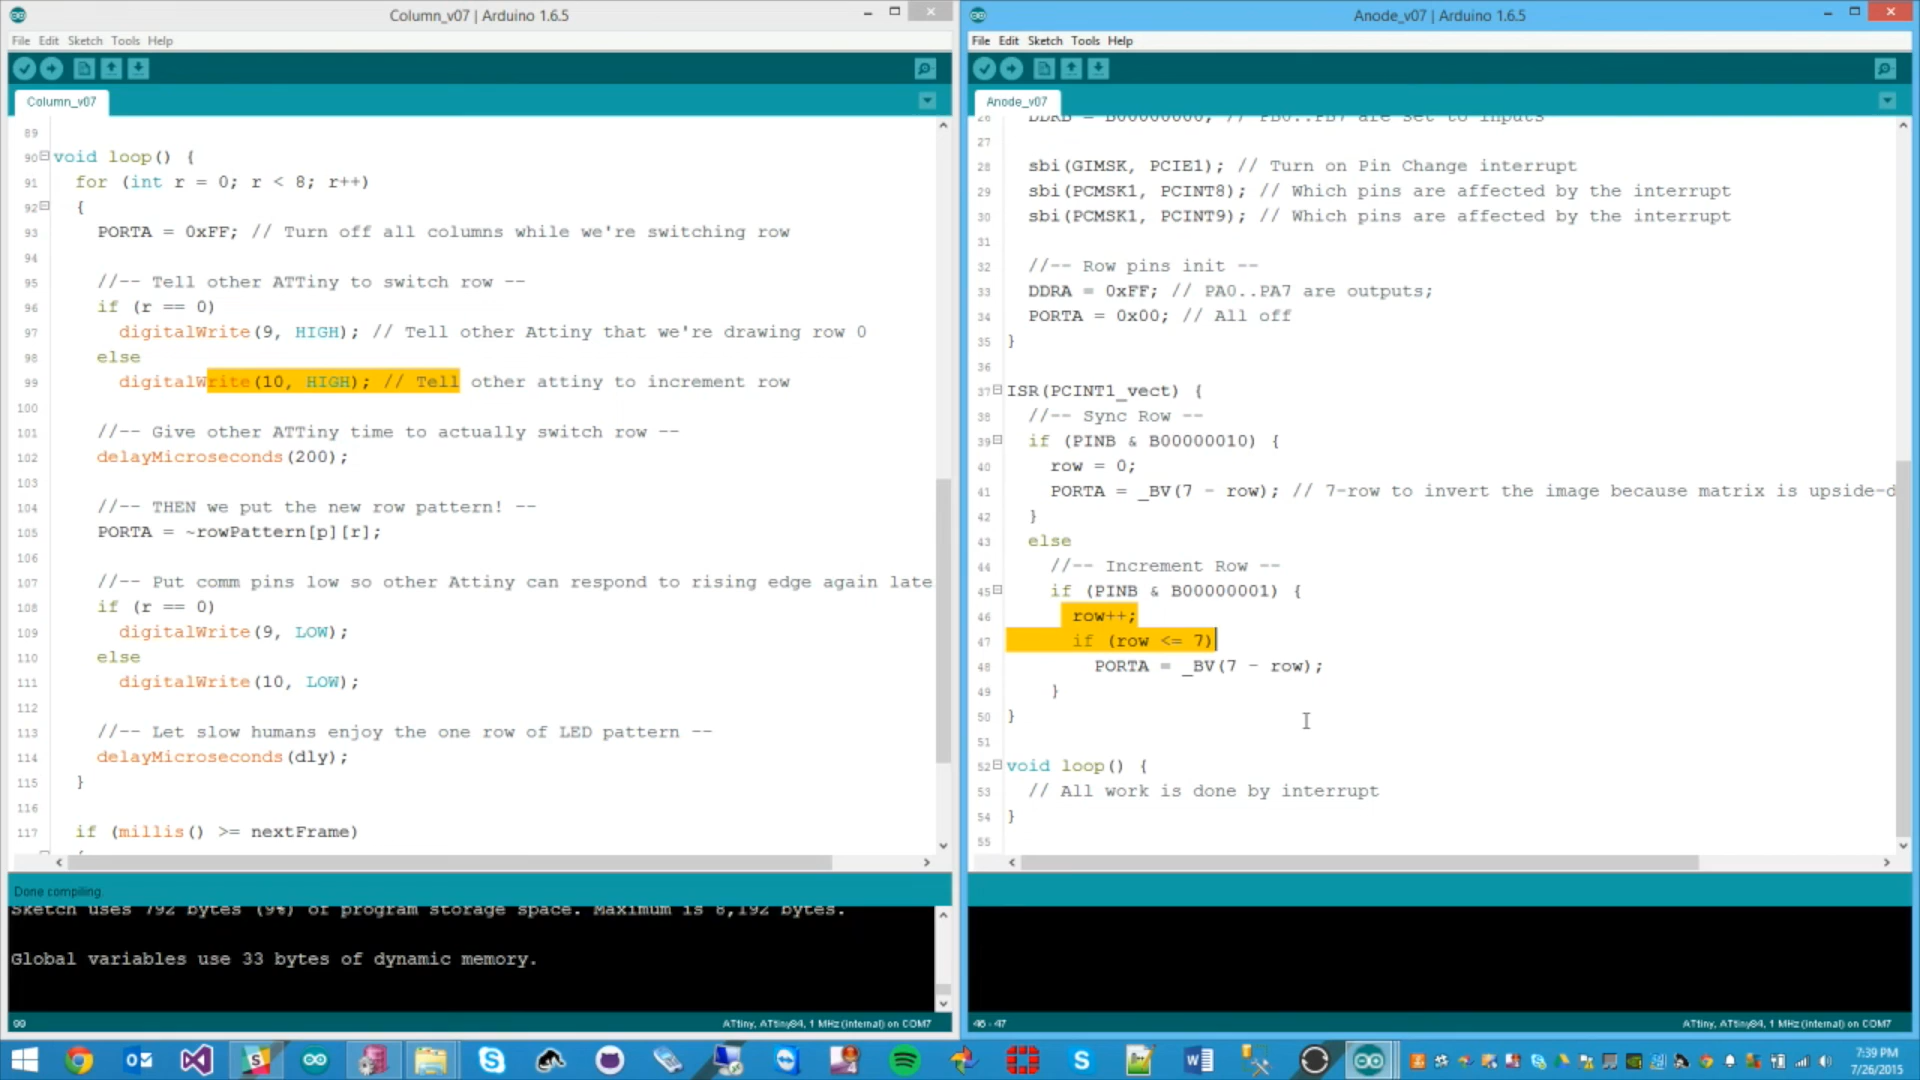 Column_v07 | Arduino 1.6.5
File Edit Sketch Tools Help
Column_v07
89
90 void loop() {
91 for (int r = 0; r < 8; r++)
92 {
93 PORTA = 0xFF; // Turn off all columns while we're switching row
94
95 //-- Tell other ATTiny to switch row --
96 if (r == 0)
97 digitalWrite(9, HIGH); // Tell other Attiny that we're drawing row 0
98 else
99 digitalWrite(10, HIGH); // Tell other attiny to increment row
100
101 //-- Give other ATTiny time to actually switch row --
102 delayMicroseconds(200);
103
104 //-- THEN we put the new row pattern! --
105 PORTA = ~rowPattern[p][r];
106
107 //-- Put comm pins low so other Attiny can respond to rising edge again late
108 if (r == 0)
109 digitalWrite(9, LOW);
110 else
111 digitalWrite(10, LOW);
112
113 //-- Let slow humans enjoy the one row of LED pattern --
114 delayMicroseconds(dly);
115 }
116
117 if (millis() >= nextFrame)
Done compiling.
Sketch uses 792 bytes (9%) of program storage space. Maximum is 8,192 bytes.
Global variables use 33 bytes of dynamic memory.
99
ATtiny, ATtiny84, 1 MHz (internal) on COM7
Anode_v07 | Arduino 1.6.5
File Edit Sketch Tools Help
Anode_v07
26 DDRB = B00000000; // PB0..PB7 are set to inputs
27
28 sbi(GIMSK, PCIE1); // Turn on Pin Change interrupt
29 sbi(PCMSK1, PCINT8); // Which pins are affected by the interrupt
30 sbi(PCMSK1, PCINT9); // Which pins are affected by the interrupt
31
32 //-- Row pins init --
33 DDRA = 0xFF; // PA0..PA7 are outputs;
34 PORTA = 0x00; // All off
35 }
36
37 ISR(PCINT1_vect) {
38 //-- Sync Row --
39 if (PINB & B00000010) {
40 row = 0;
41 PORTA = _BV(7 - row); // 7-row to invert the image because matrix is upside-d
42 }
43 else
44 //-- Increment Row --
45 if (PINB & B00000001) {
46 row++;
47 if (row <= 7)
48 PORTA = _BV(7 - row);
49 }
50 }
51
52 void loop() {
53 // All work is done by interrupt
54 }
55
46 - 47
ATtiny, ATtiny84, 1 MHz (internal) on COM7
7:39 PM
7/26/2015